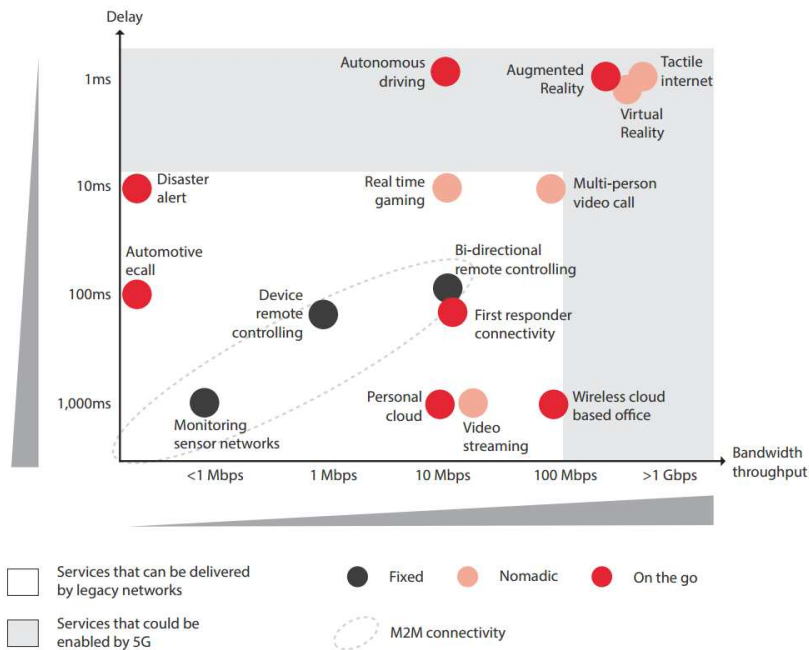 Delay
1ms
Autonomous
driving
Augmented
Reality
Tactile
internet
Virtual
Reality
10ms
Disaster
alert
Real time
gaming
Multi-person
video call
Automotive
ecall
Bi-directional
remote controlling
100ms
Device
remote
controlling
First responder
connectivity
1,000ms
Monitoring
sensor networks
Personal
cloud
Video
streaming
Wireless cloud
based office
Bandwidth
throughput
<1 Mbps
1 Mbps
10 Mbps
100 Mbps
>1 Gbps
Services that can be delivered
by legacy networks
Fixed
Nomadic
On the go
Services that could be
enabled by 5G
M2M connectivity